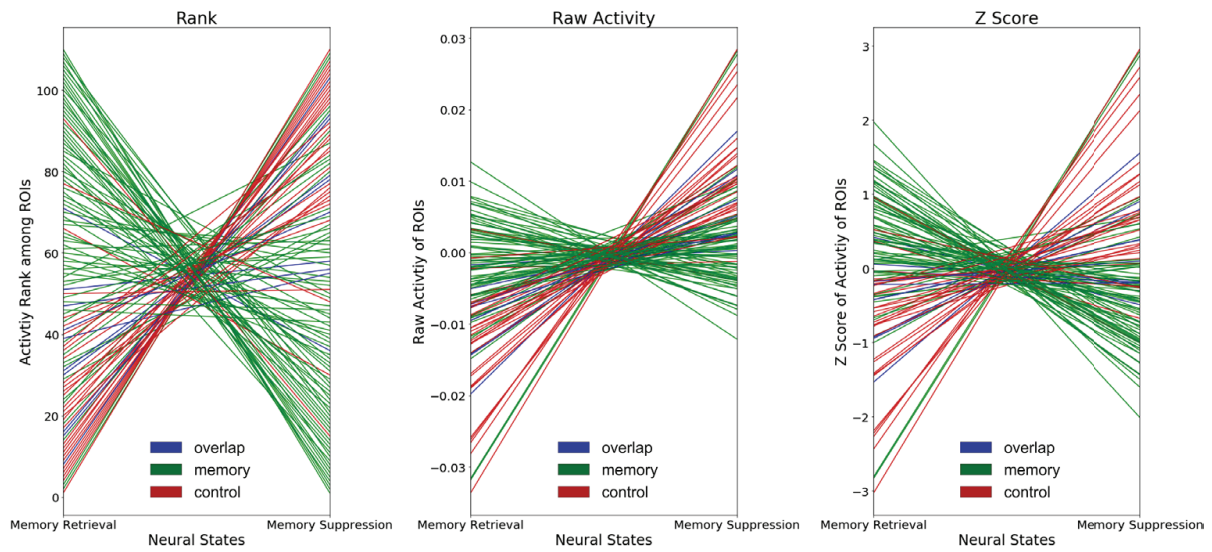 Rank
Activtiy Rank among ROIs
100
80
60
40
20
0
overlap
memory
control
Memory Retrieval
Memory Suppression
Neural States
Raw Activity
Raw Activtiy of ROIs
0.03
0.02
0.01
0.00
−0.01
−0.02
−0.03
overlap
memory
control
Memory Retrieval
Memory Suppression
Neural States
Z Score
Z Score of Activtiy of ROIs
3
2
1
0
−1
−2
−3
overlap
memory
control
Memory Retrieval
Memory Suppression
Neural States